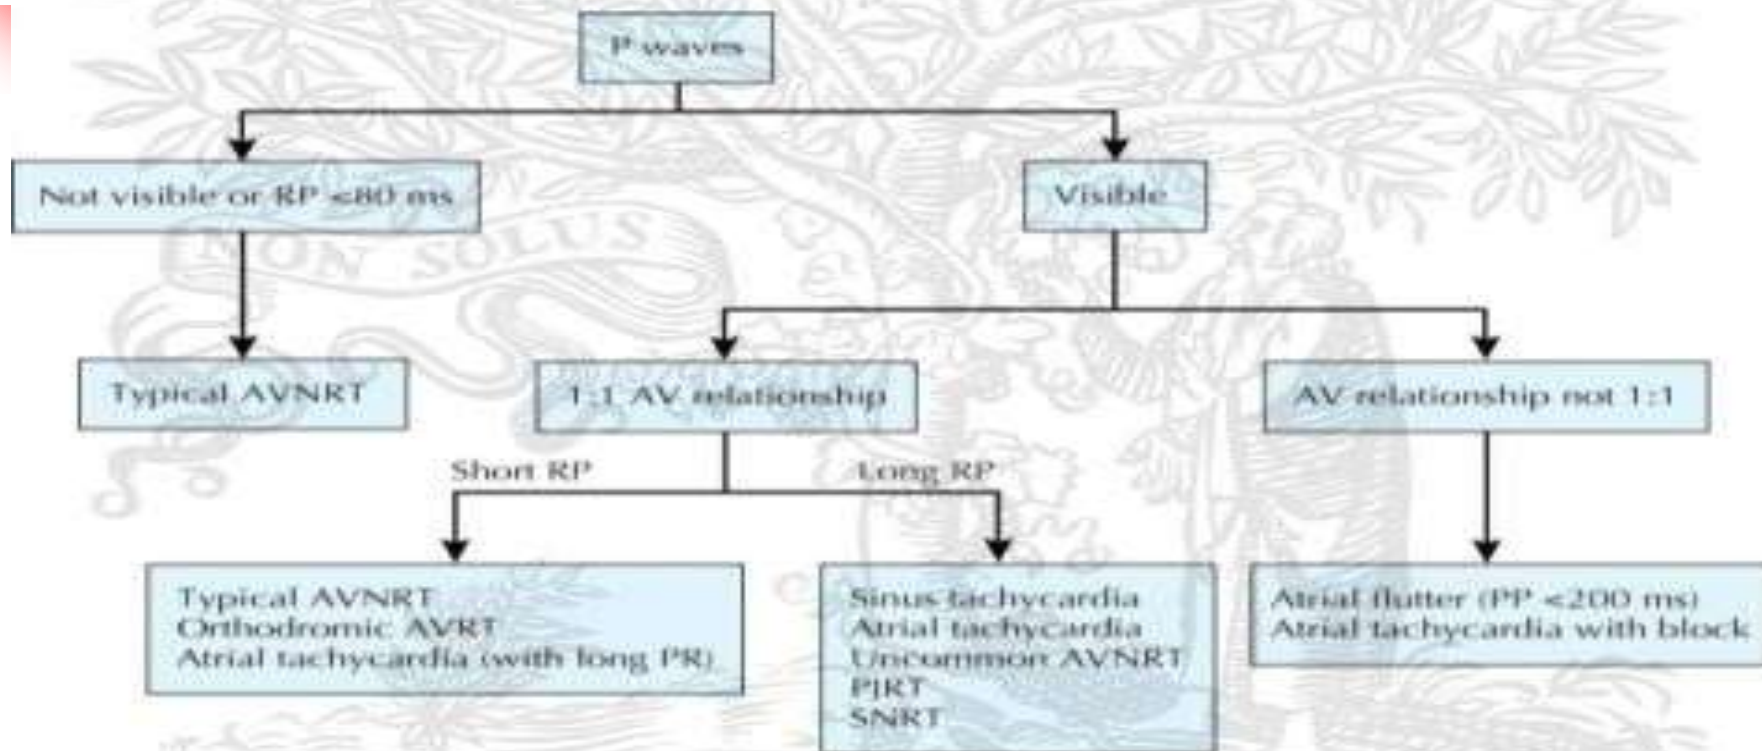 P waves
Not visible or RP <80 ms
Visible
NON SOLUS
Typical AVNRT
1:1 AV relationship
AV relationship not 1:1
Short RP
Long RP
Typical AVNRT
Orthodromic AVRT
Atrial tachycardia (with long PR)
Sinus tachycardia
Atrial tachycardia
Uncommon AVNRT
PJRT
SNRT
Atrial flutter (PP <200 ms)
Atrial tachycardia with block